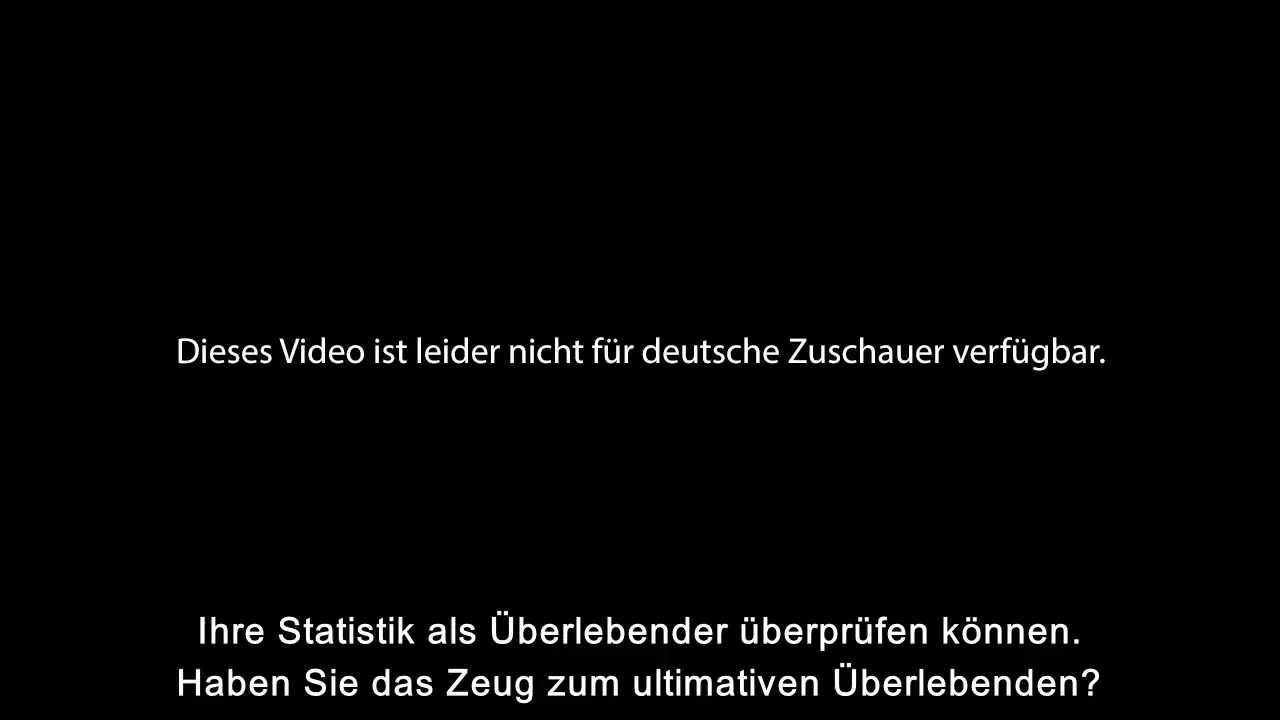 Dieses Video ist leider nicht für deutsche Zuschauer verfügbar.
Ihre Statistik als Überlebender überprüfen können.
Haben Sie das Zeug zum ultimativen Überlebenden?